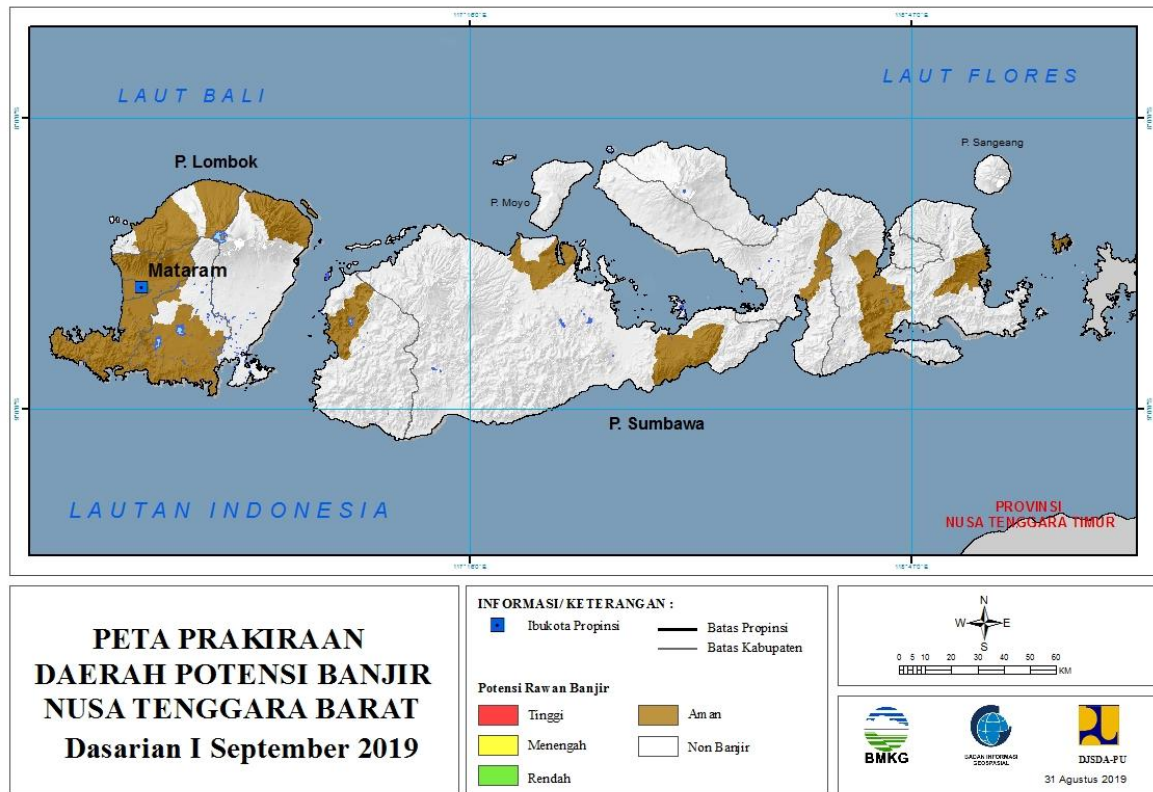 LAUT BALI
LAUT FLORES
P. Lombok
P. Sangeang
P. Moyo
Mataram
P. Sumbawa
LAUTAN INDONESIA
PROVINSI
NUSA TENGGARA TIMUR
PETA PRAKIRAAN
DAERAH POTENSI BANJIR
NUSA TENGGARA BARAT
Dasarian I September 2019
INFORMASI/ KETERANGAN :
Ibukota Propinsi
Batas Propinsi
Batas Kabupaten
Potensi Rawan Banjir
Tinggi
Aman
Menengah
Non Banjir
Rendah
N
W E
S
0 5 10 20 30 40 50 60
KM
BMKG
BADAN INFORMASI
GEOSPASIAL
DJSDA-PU
31 Agustus 2019